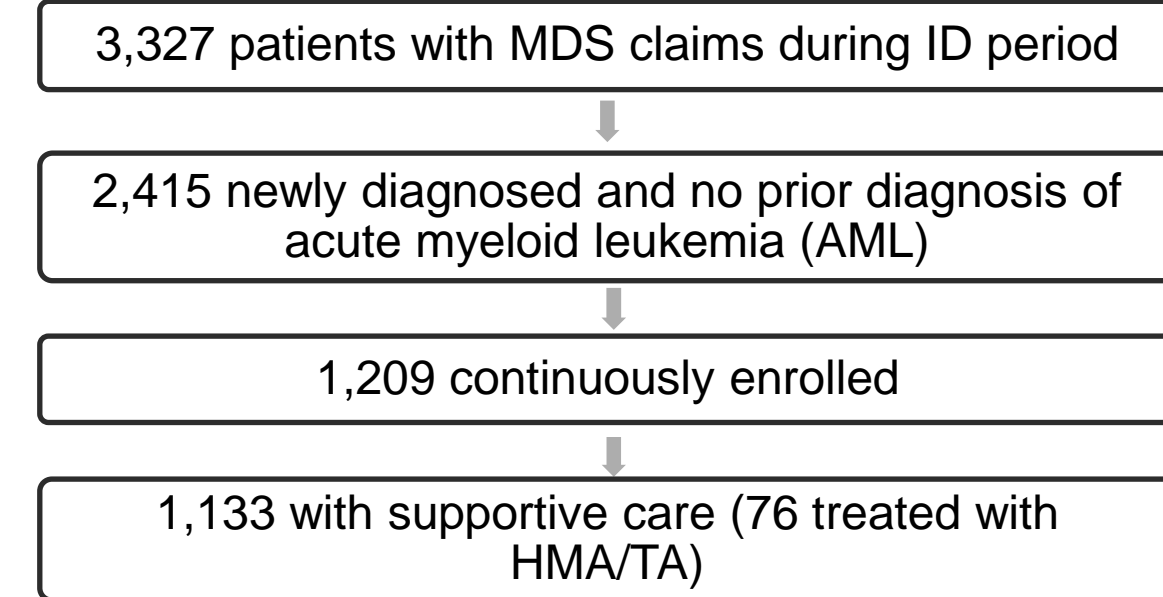 3,327 patients with MDS claims during ID period
2,415 newly diagnosed and no prior diagnosis of
acute myeloid leukemia (AML)
1,209 continuously enrolled
1,133 with supportive care (76 treated with
HMA/TA)